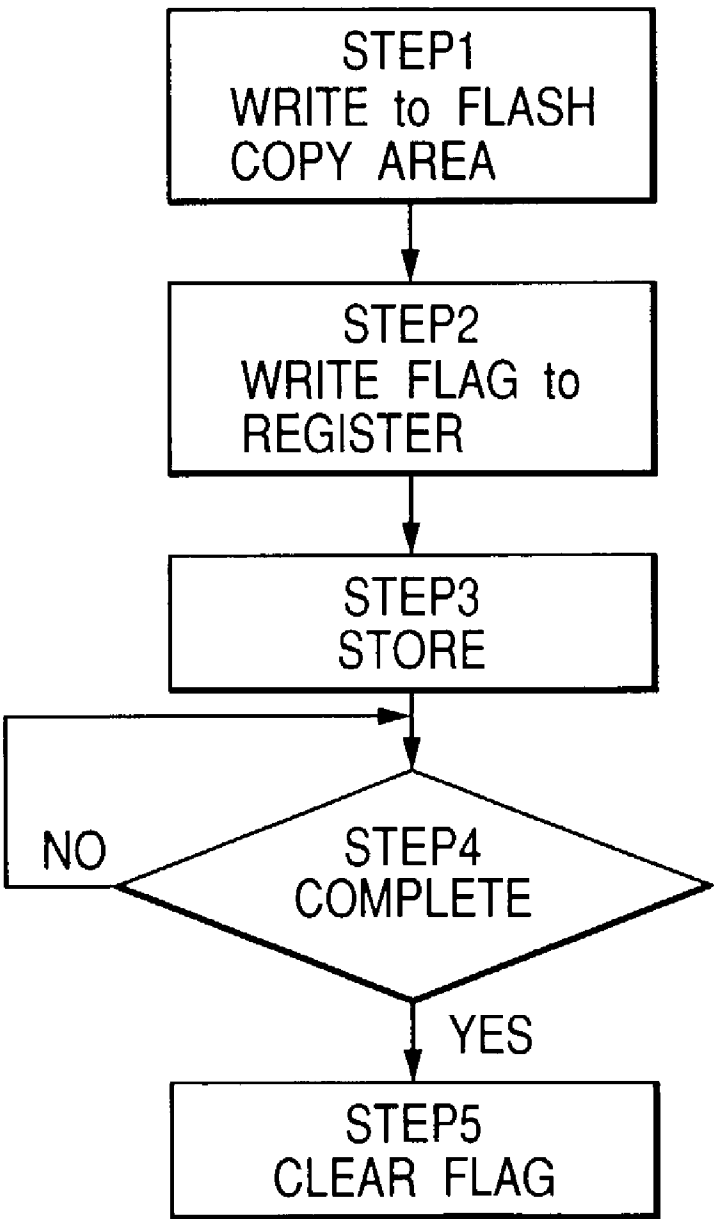 STEP1
WRITE to FLASH
COPY AREA
STEP2
WRITE FLAG to
REGISTER
STEP3
STORE
NO
STEP4
COMPLETE
YES
STEP5
CLEAR FLAG